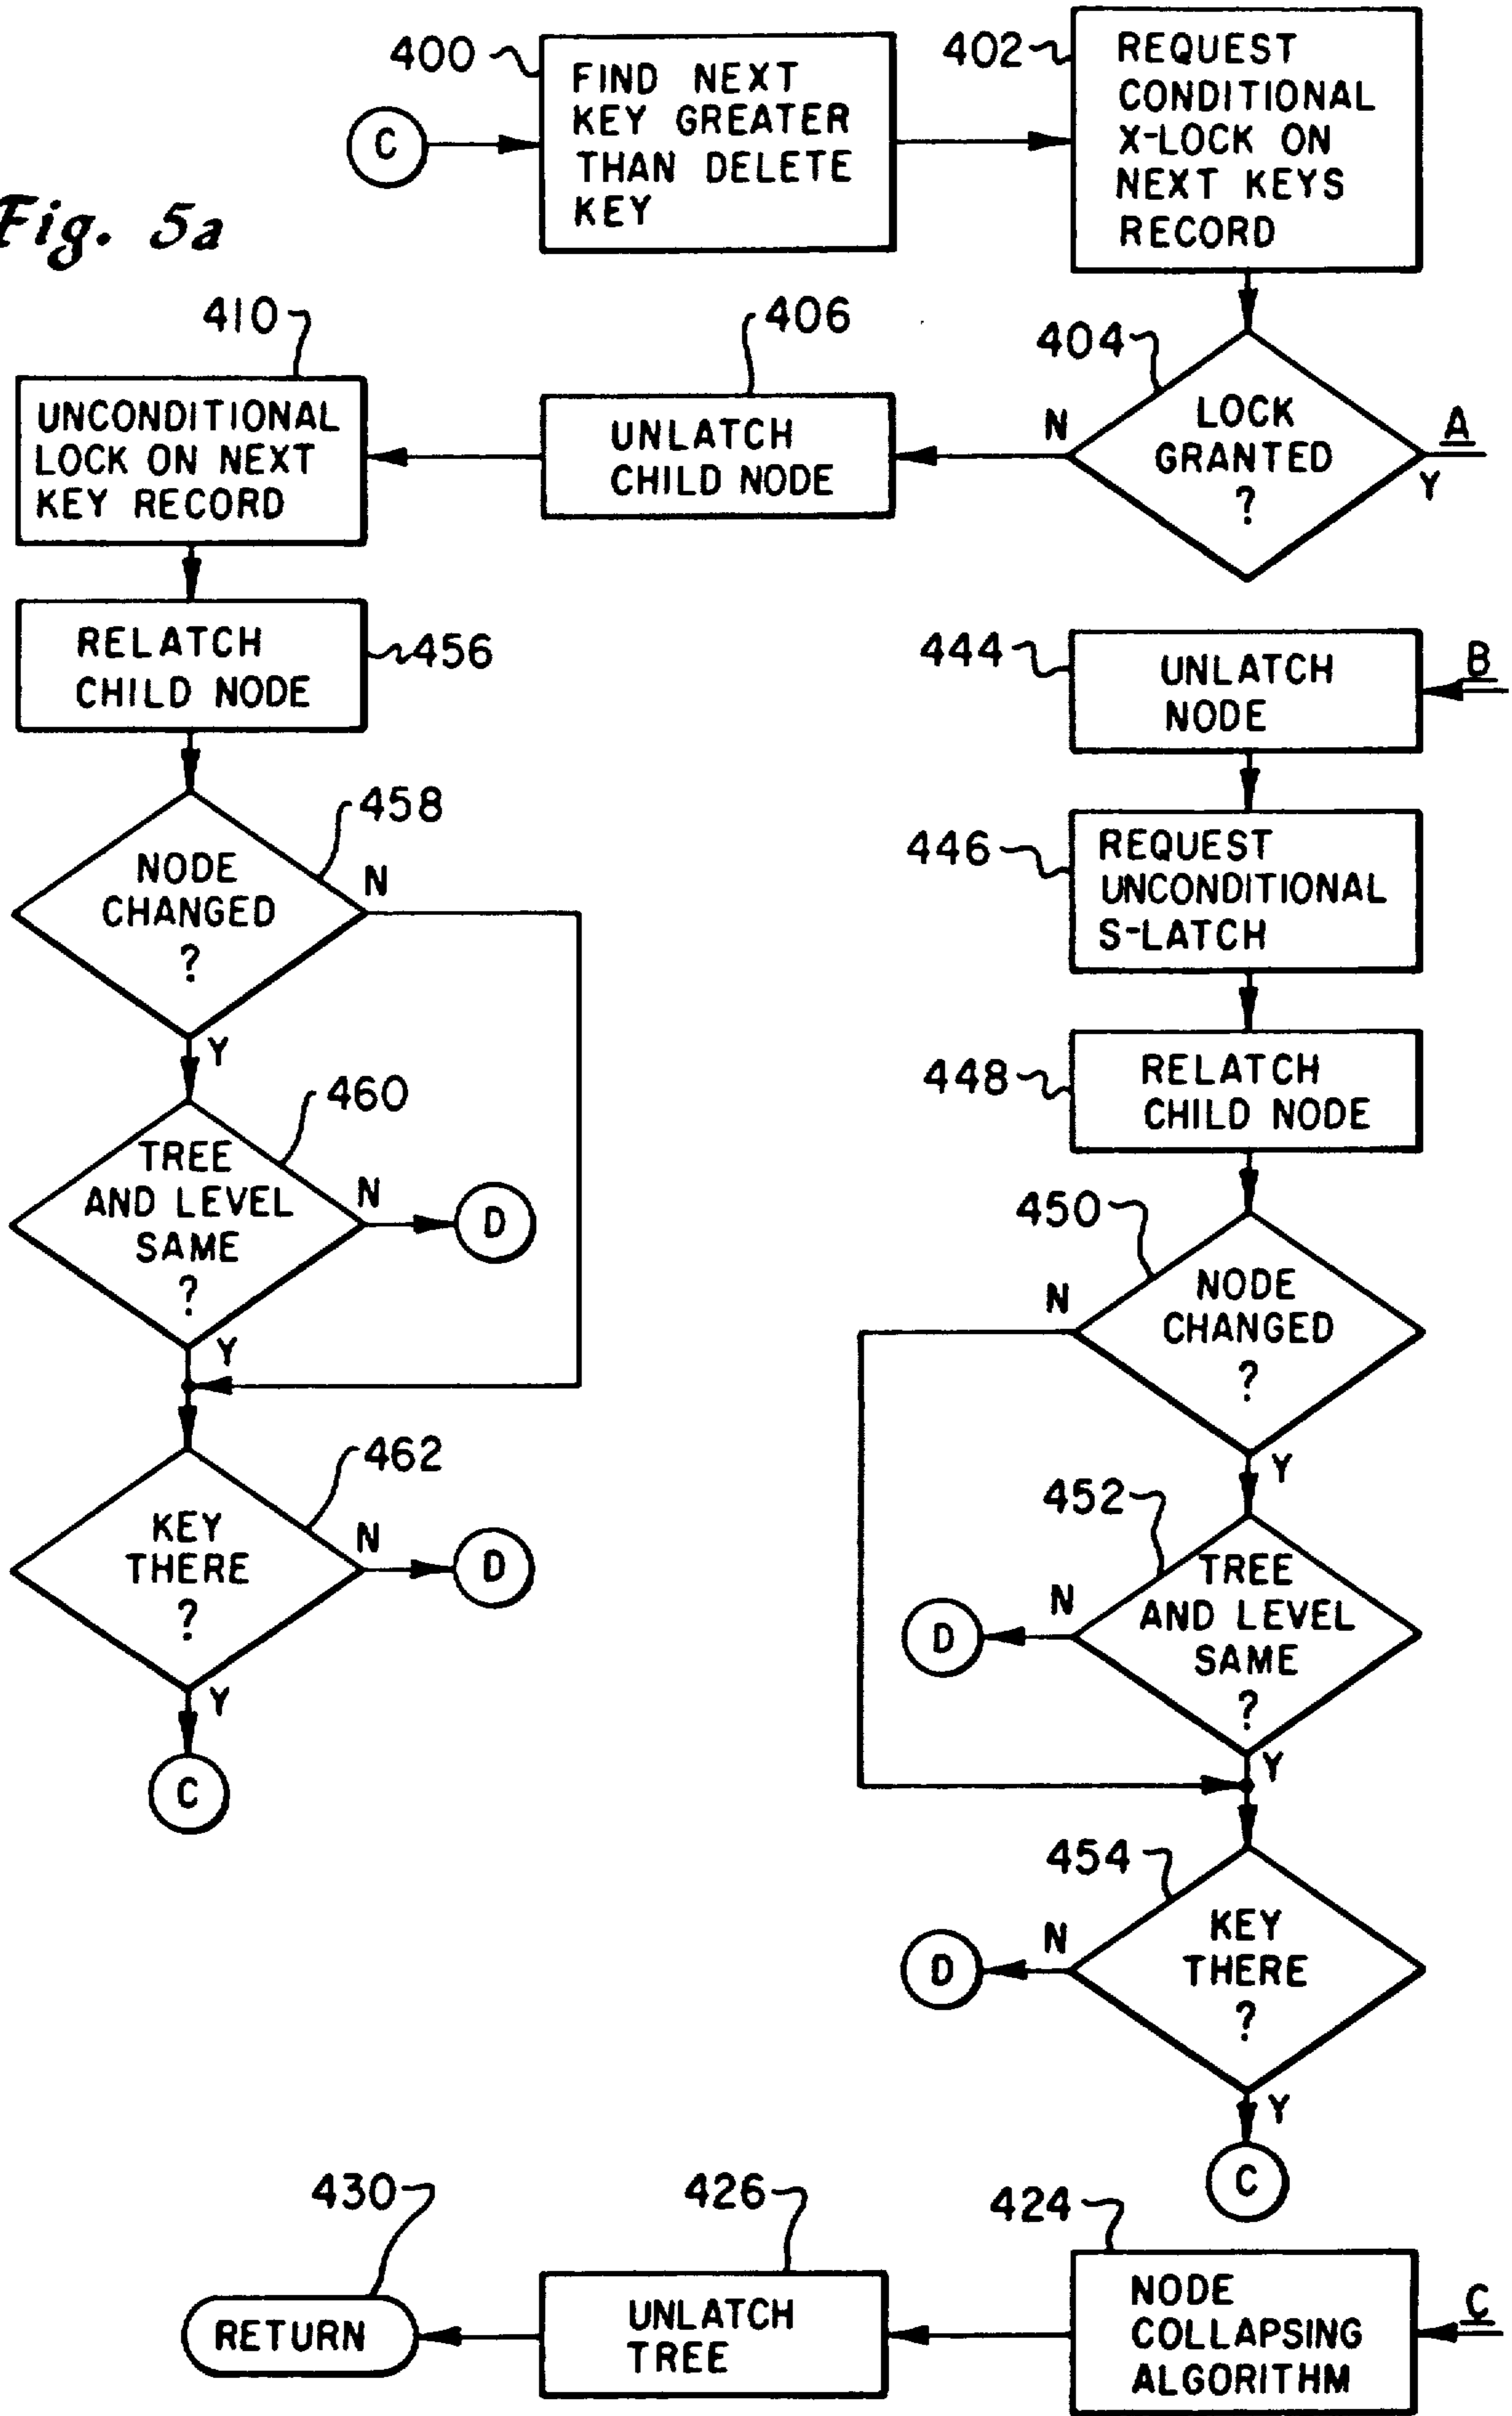 Fig. 5a
C
400
FIND NEXT
KEY GREATER
THAN DELETE
KEY
402
REQUEST
CONDITIONAL
X-LOCK ON
NEXT KEYS
RECORD
404
LOCK
GRANTED
?
N
Y
A
406
UNLATCH
CHILD NODE
410
UNCONDITIONAL
LOCK ON NEXT
KEY RECORD
RELATCH
CHILD NODE
456
458
NODE
CHANGED
?
N
Y
460
TREE
AND LEVEL
SAME
?
N
D
Y
462
KEY
THERE
?
N
D
Y
C
444
UNLATCH
NODE
B
446
REQUEST
UNCONDITIONAL
S-LATCH
448
RELATCH
CHILD NODE
450
NODE
CHANGED
?
N
Y
452
TREE
AND LEVEL
SAME
?
N
D
Y
454
KEY
THERE
?
N
D
Y
C
424
NODE
COLLAPSING
ALGORITHM
C
426
UNLATCH
TREE
430
RETURN